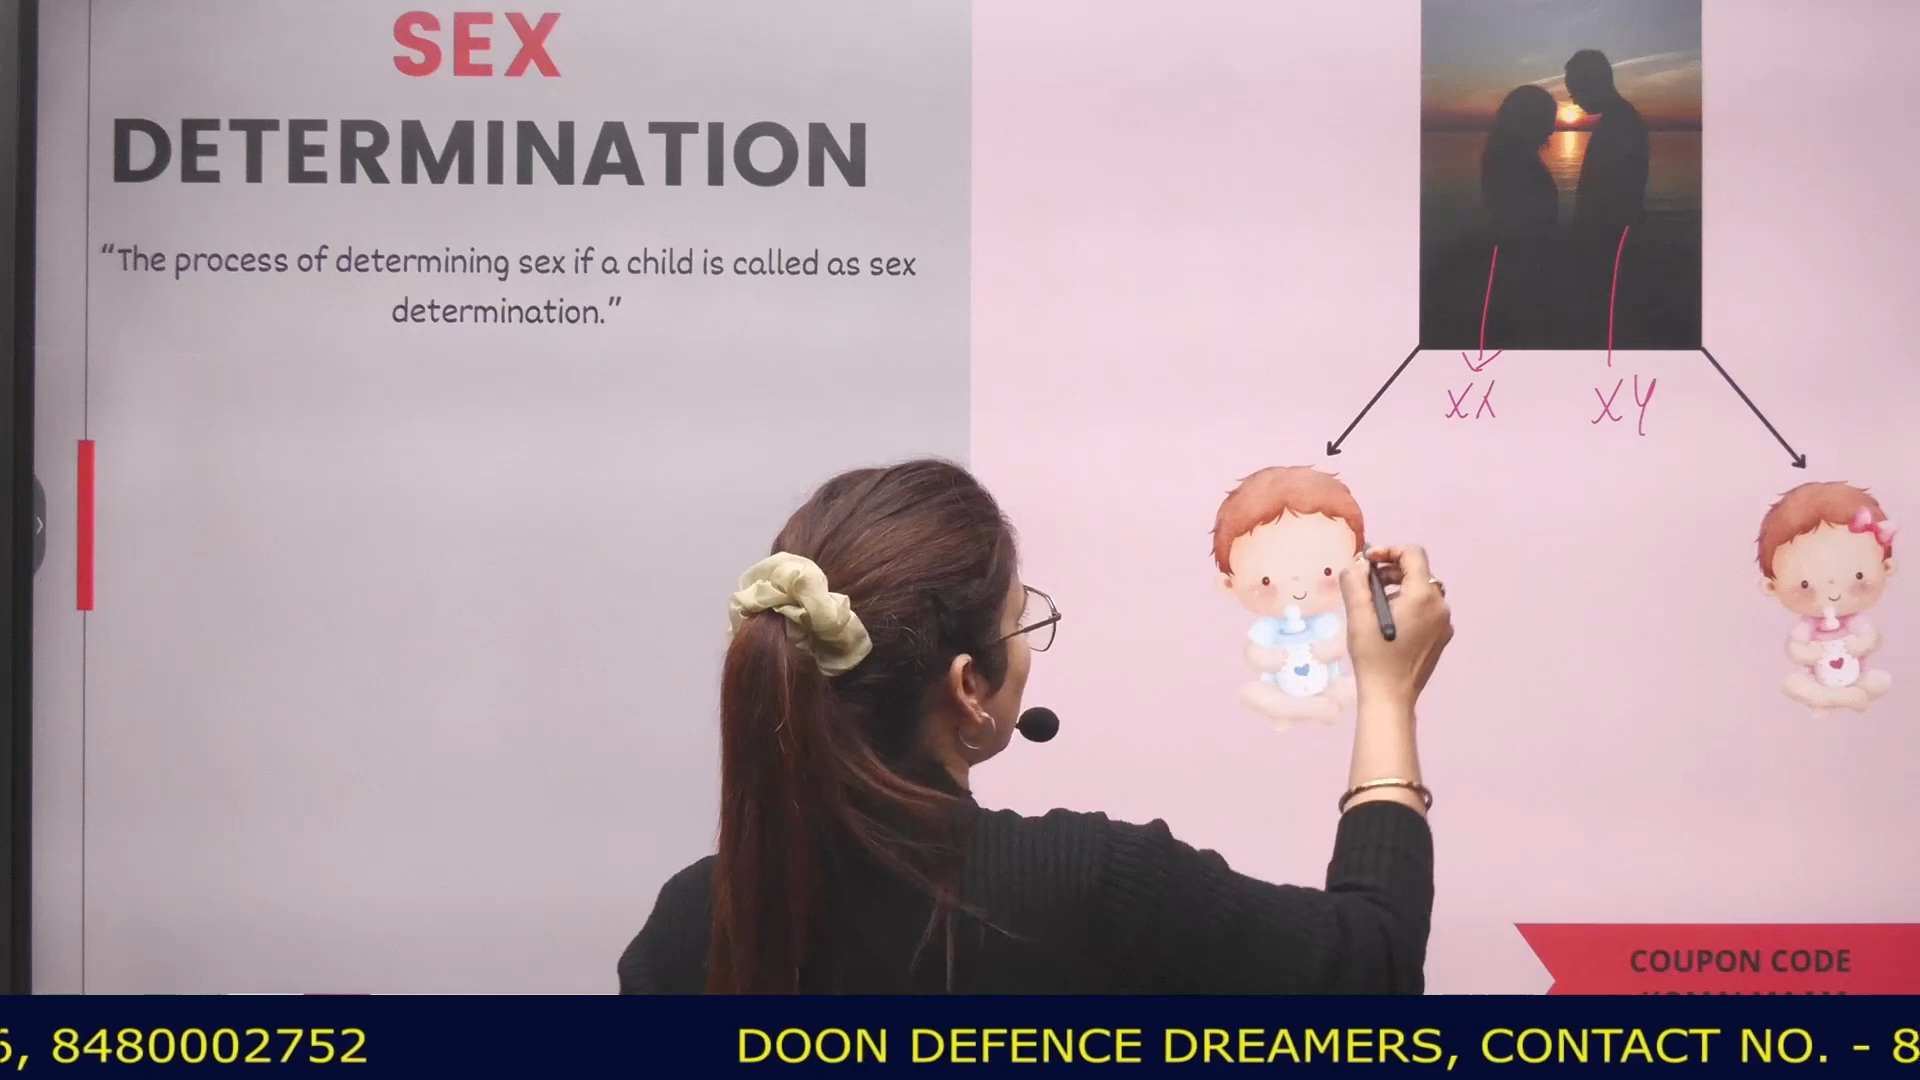 SEX
DETERMINATION
“The process of determining sex if a child is called as sex
determination.”
XX
XY
COUPON CODE
8480002752
DOON DEFENCE DREAMERS, CONTACT NO. - 8